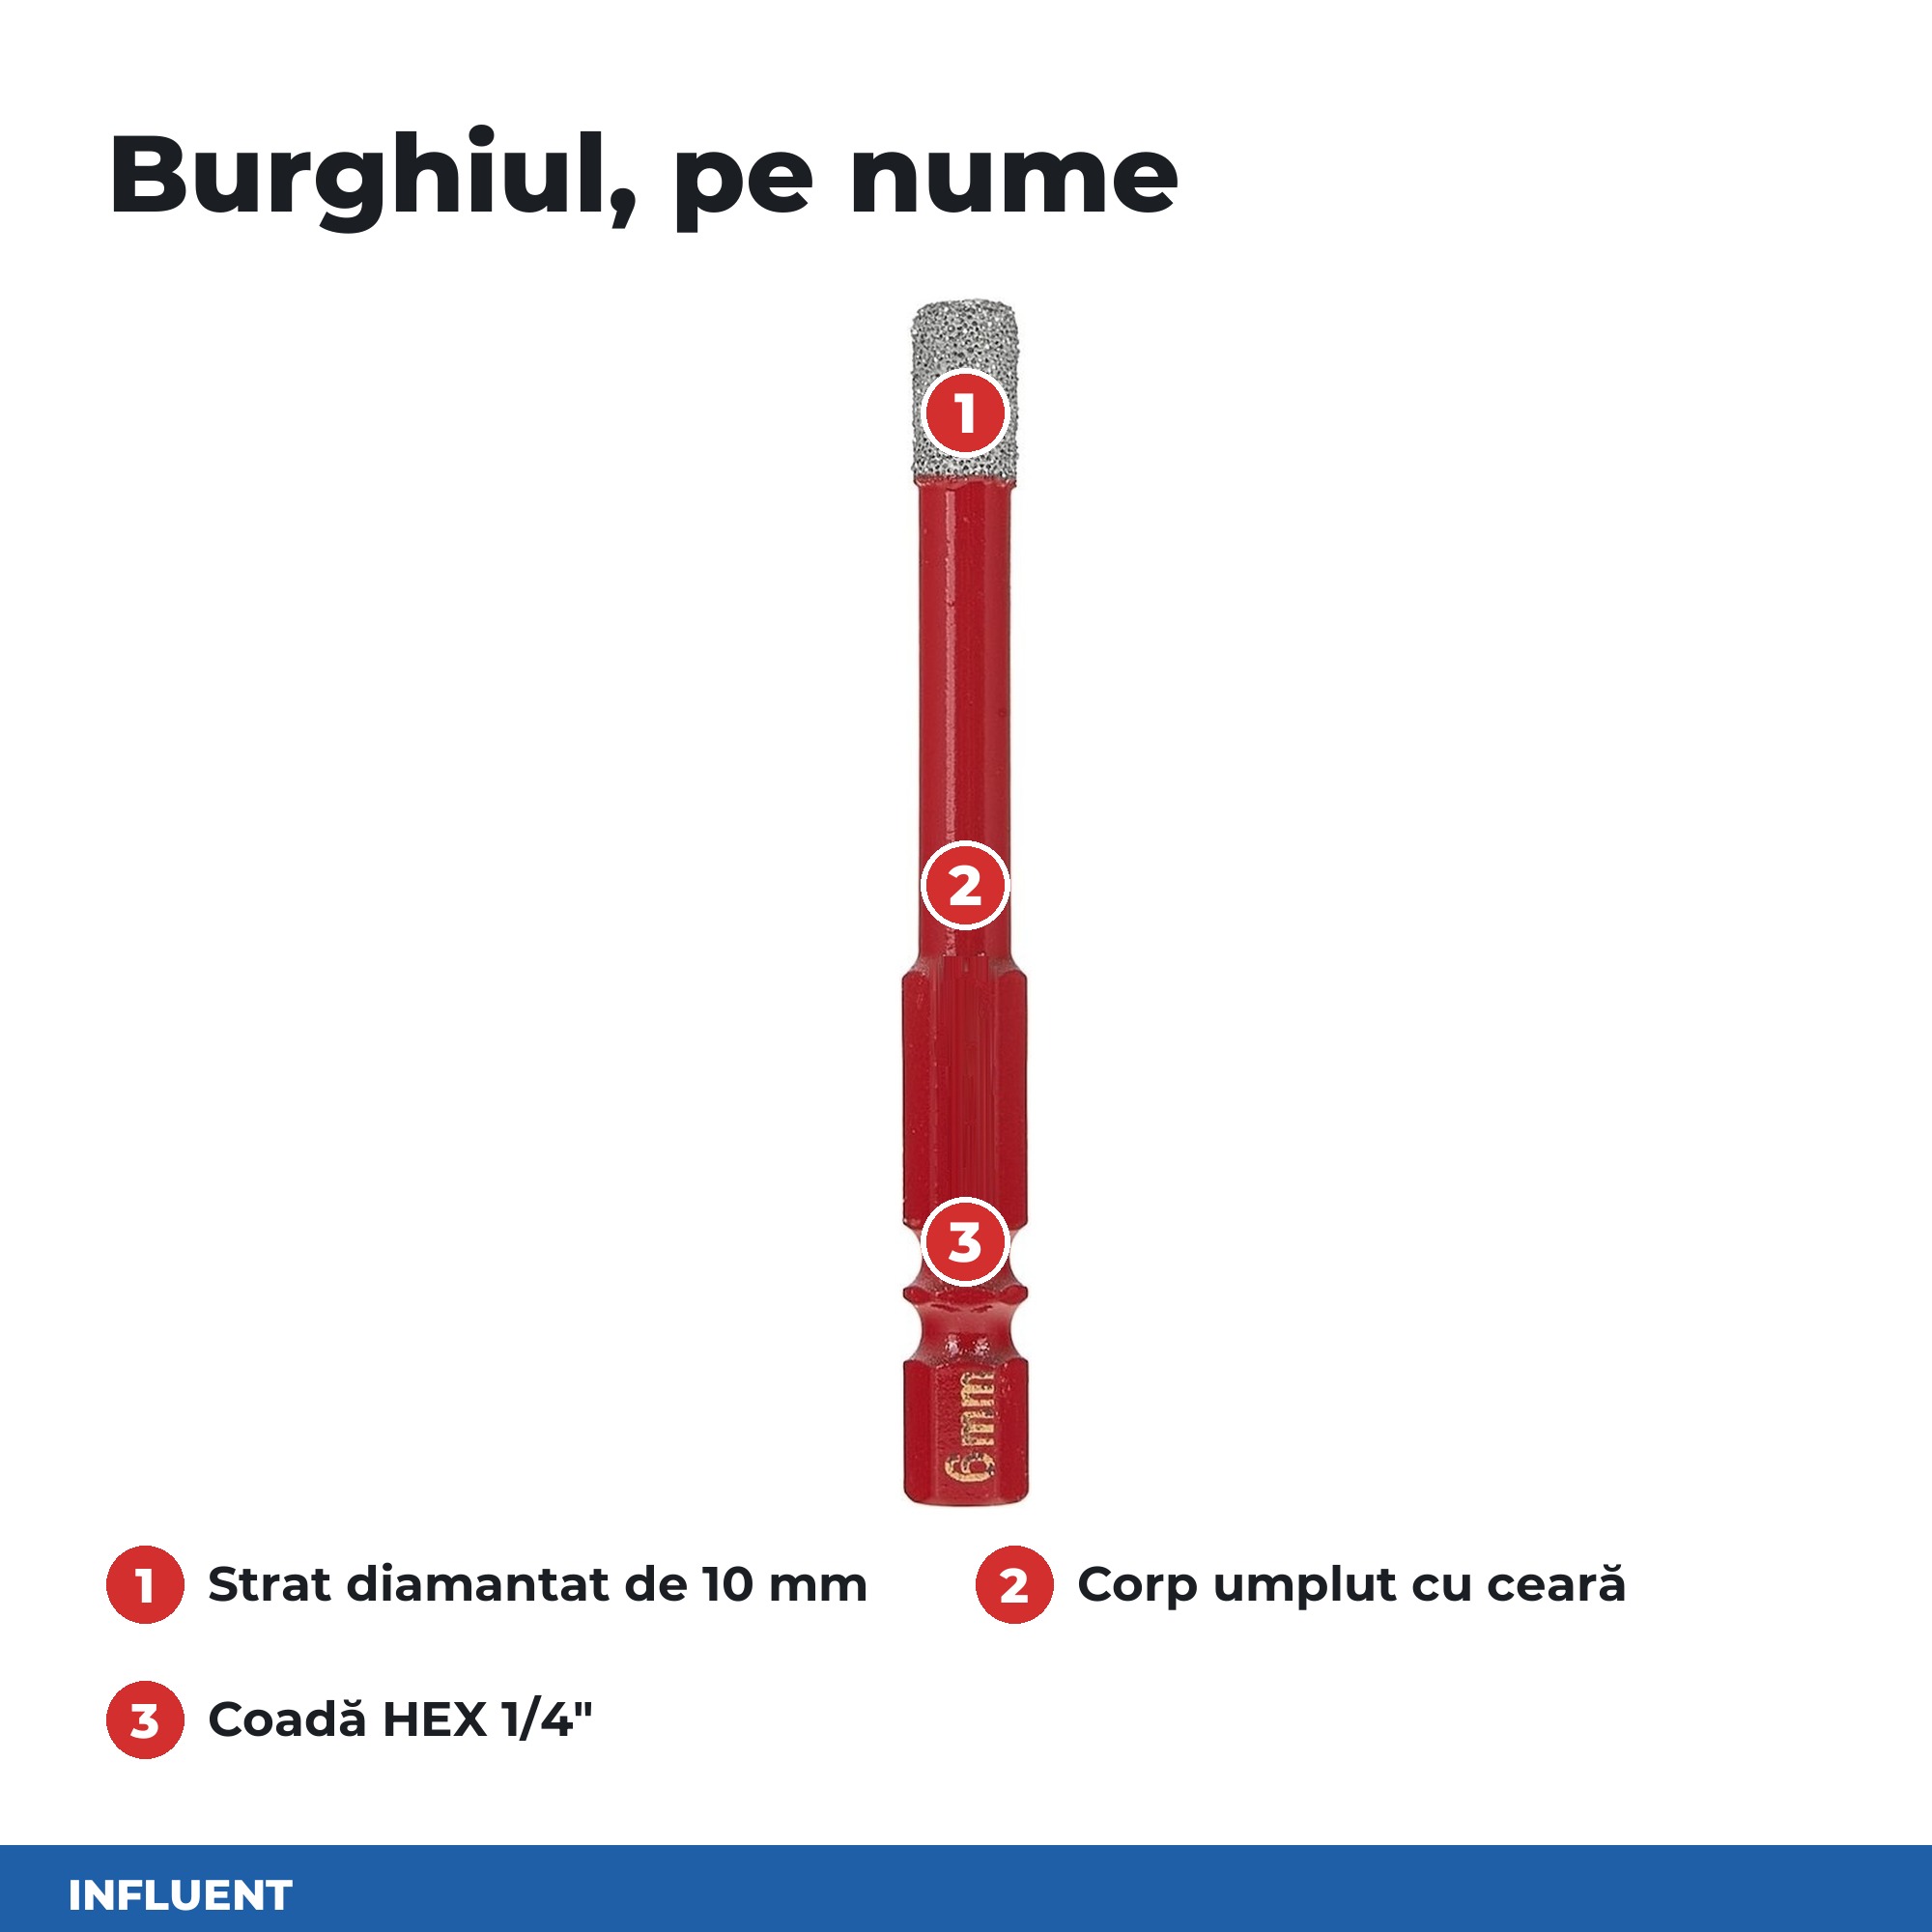 Burghiul, pe nume
1
2
3
6mm
1 Strat diamantat de 10 mm
2 Corp umplut cu ceară
3 Coadă HEX 1/4"
INFLUENT